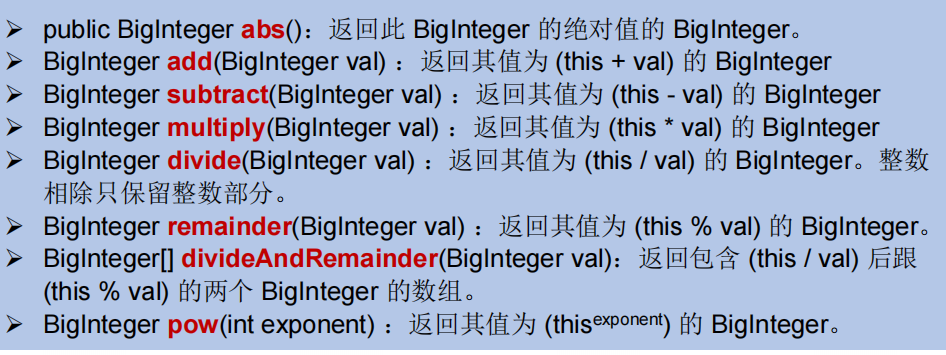 ➢ public BigInteger abs()：返回此 BigInteger 的绝对值的 BigInteger。
➢ BigInteger add(BigInteger val) ：返回其值为 (this + val) 的 BigInteger
➢ BigInteger subtract(BigInteger val) ：返回其值为 (this - val) 的 BigInteger
➢ BigInteger multiply(BigInteger val) ：返回其值为 (this * val) 的 BigInteger
➢ BigInteger divide(BigInteger val) ：返回其值为 (this / val) 的 BigInteger。整数
相除只保留整数部分。
➢ BigInteger remainder(BigInteger val) ：返回其值为 (this % val) 的 BigInteger。
➢ BigInteger[] divideAndRemainder(BigInteger val)：返回包含 (this / val) 后跟
(this % val) 的两个 BigInteger 的数组。
➢ BigInteger pow(int exponent) ：返回其值为 (thisexponent) 的 BigInteger。